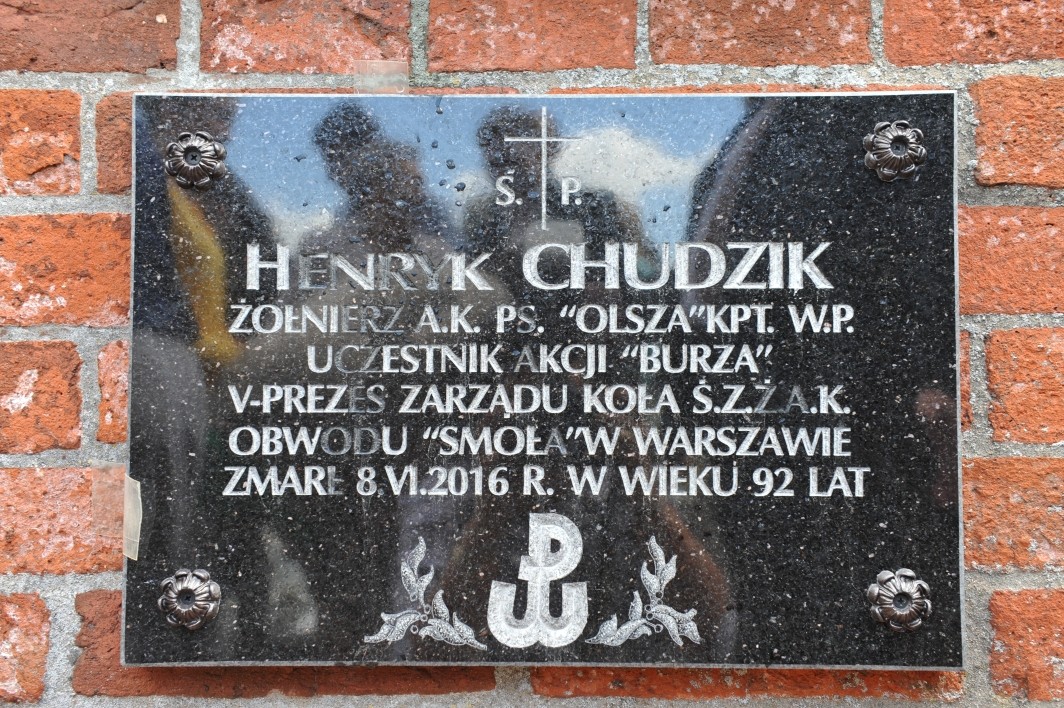 Ś. P.
HENRYK CHUDZIK
ŻOŁNIERZ A.K. PS. "OLSZA" KPT. W.P.
UCZESTNIK AKCJI "BURZA"
V-PREZES ZARZĄDU KOŁA Ś.Z.Ż.A.K.
OBWODU "SMOŁA" W WARSZAWIE
ZMARŁ 8.VI.2016 R. W WIEKU 92 LAT